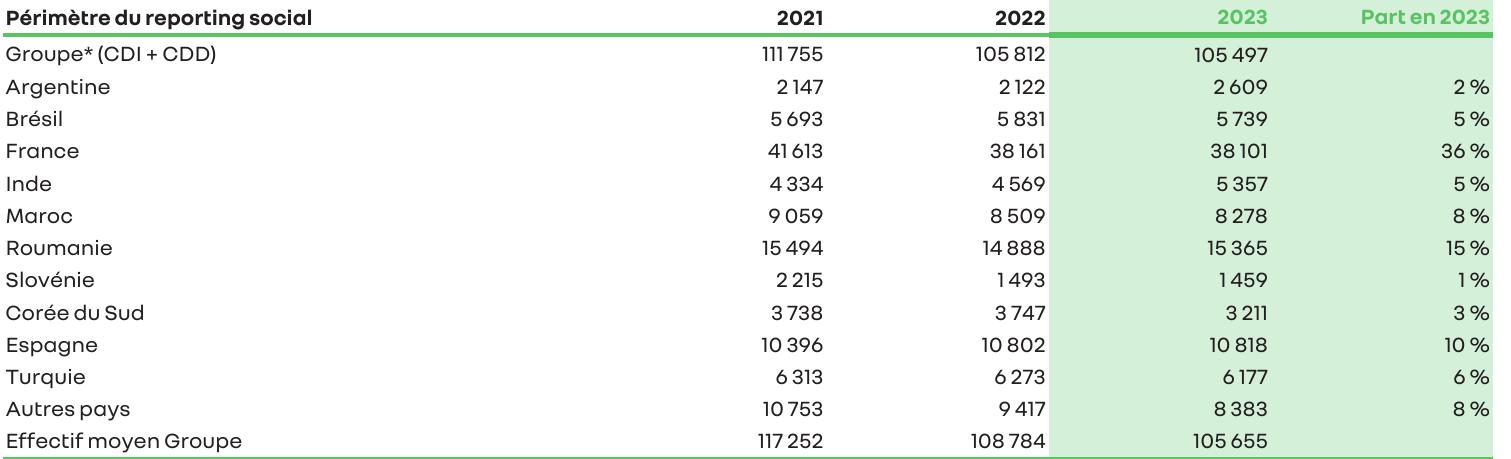 Périmètre du reporting social 2021 2022 2023 Part en 2023
Groupe* (CDI + CDD) 111 755 105 812 105 497
Argentine 2 147 2 122 2 609 2 %
Brésil 5 693 5 831 5 739 5 %
France 41 613 38 161 38 101 36 %
Inde 4 334 4 569 5 357 5 %
Maroc 9 059 8 509 8 278 8 %
Roumanie 15 494 14 888 15 365 15 %
Slovénie 2 215 1 493 1 459 1 %
Corée du Sud 3 738 3 747 3 211 3 %
Espagne 10 396 10 802 10 818 10 %
Turquie 6 313 6 273 6 177 6 %
Autres pays 10 753 9 417 8 383 8 %
Effectif moyen Groupe 117 252 108 784 105 655